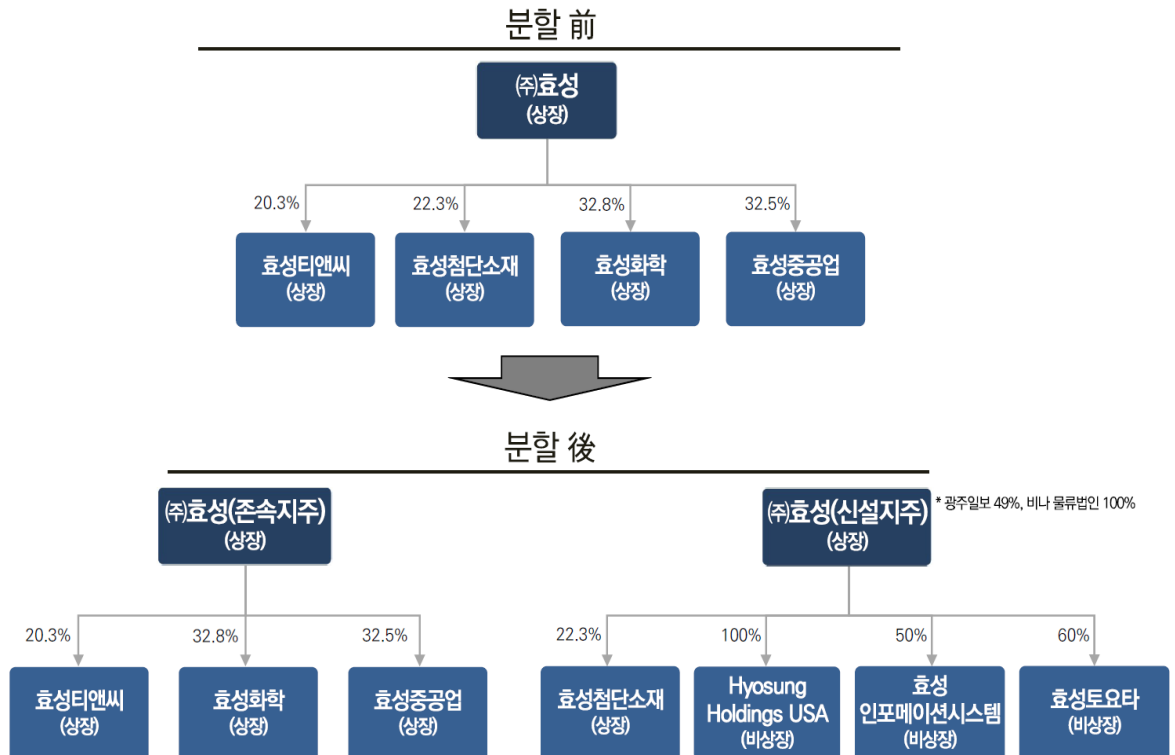 분할 前
㈜효성
(상장)
20.3%
22.3%
32.8%
32.5%
효성티앤씨
(상장)
효성첨단소재
(상장)
효성화학
(상장)
효성중공업
(상장)
분할 後
㈜효성(존속지주)
(상장)
㈜효성(신설지주)
(상장)
* 광주일보 49%, 비나 물류법인 100%
20.3%
32.8%
32.5%
22.3%
100%
50%
60%
효성티앤씨
(상장)
효성화학
(상장)
효성중공업
(상장)
효성첨단소재
(상장)
Hyosung
Holdings USA
(비상장)
효성
인포메이션시스템
(비상장)
효성토요타
(비상장)